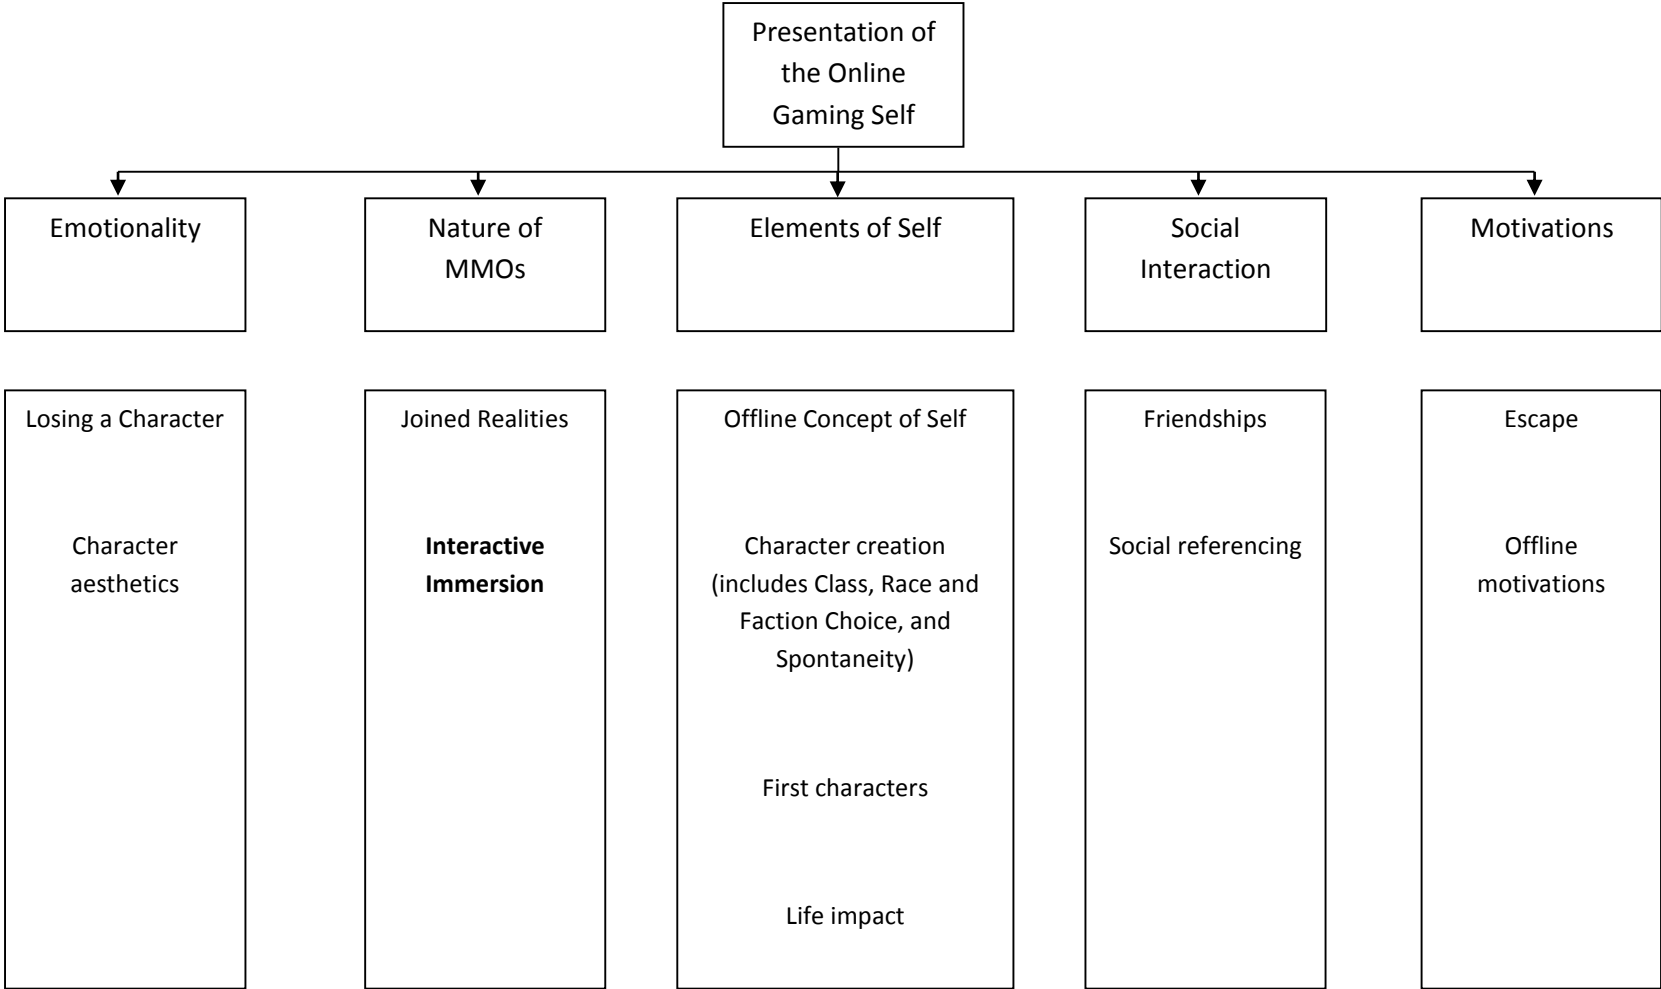 Presentation of
the Online
Gaming Self
Emotionality
Nature of
MMOs
Elements of Self
Social
Interaction
Motivations
Losing a Character
Character
aesthetics
Joined Realities
Interactive
Immersion
Offline Concept of Self
Character creation
(includes Class, Race and
Faction Choice, and
Spontaneity)
First characters
Life impact
Friendships
Social referencing
Escape
Offline
motivations